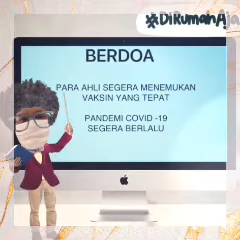 #DiRumahAja
BERDOA
PARA AHLI SEGERA MENEMUKAN
VAKSIN YANG TEPAT
PANDEMI COVID -19
SEGERA BERLALU